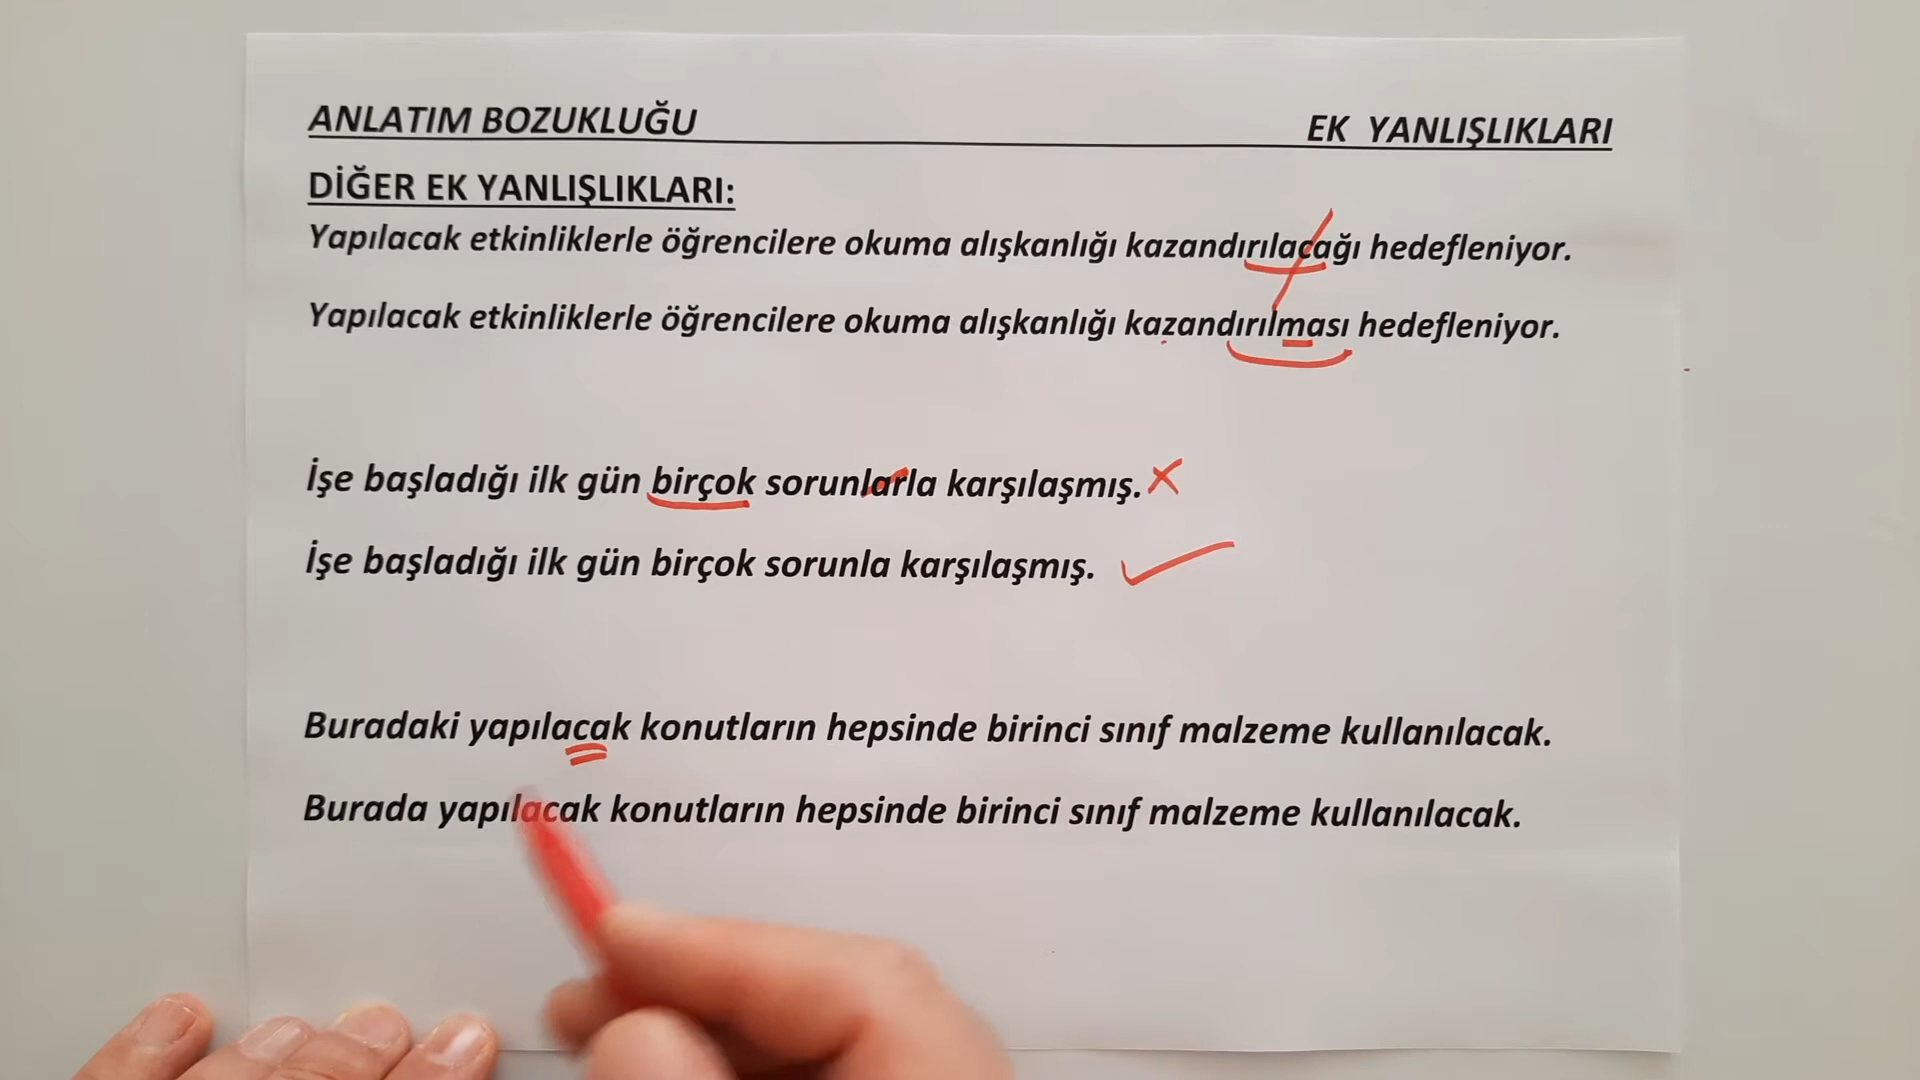 ANLATIM BOZUKLUĞU EK YANLIŞLIKLARI
DİĞER EK YANLIŞLIKLARI:
Yapılacak etkinliklerle öğrencilere okuma alışkanlığı kazandırılacağı hedefleniyor.
Yapılacak etkinliklerle öğrencilere okuma alışkanlığı kazandırılması hedefleniyor.
İşe başladığı ilk gün birçok sorunlarla karşılaşmış.
İşe başladığı ilk gün birçok sorunla karşılaşmış.
Buradaki yapılacak konutların hepsinde birinci sınıf malzeme kullanılacak.
Burada yapılacak konutların hepsinde birinci sınıf malzeme kullanılacak.